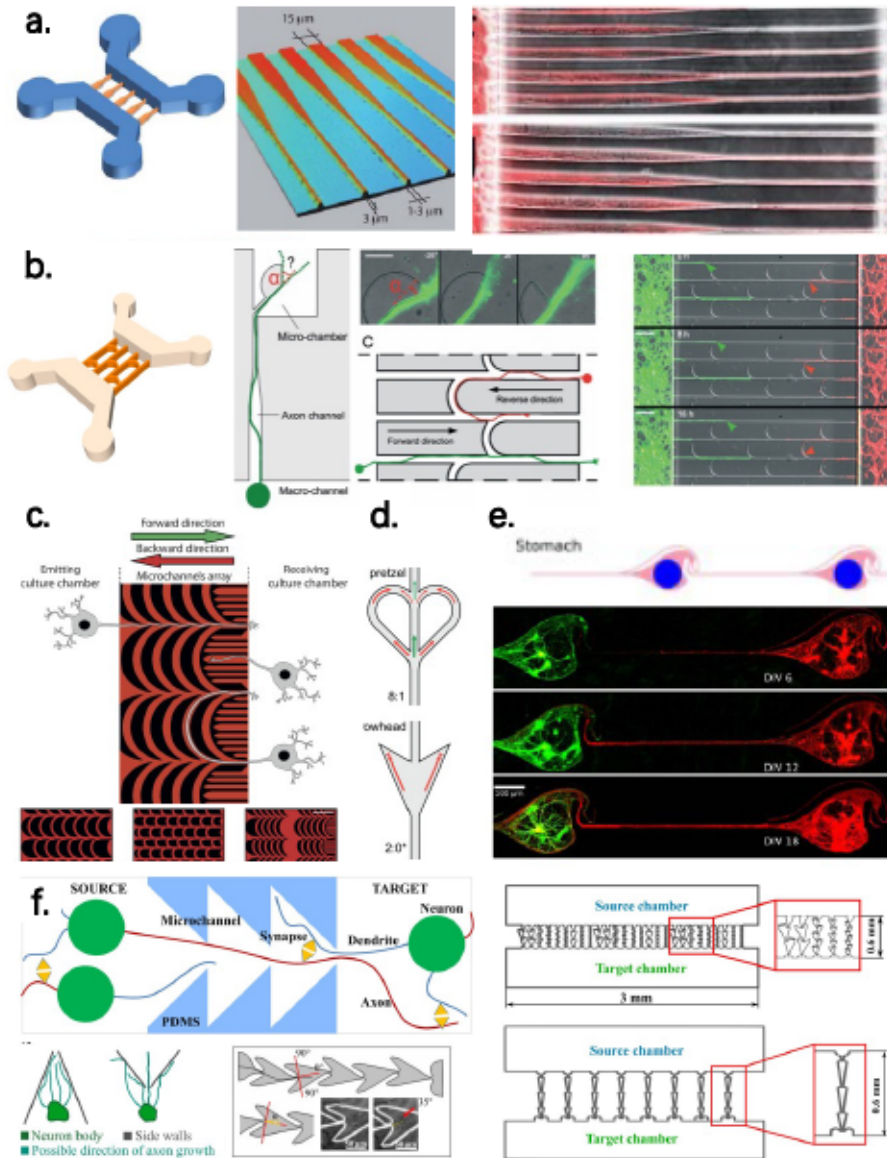 a.
15 μm
3 μm
1-3 μm
b.
?
α
Micro-chamber
Axon channel
Macro-channel
C
Reverse direction
Forward direction
8 h
16 h
c.
Forward direction
Backward direction
Emitting
culture chamber
Microchannels array
Receiving
culture chamber
d.
pretzel
8:1
owhead
2:0°
e.
Stomach
DIV 6
DIV 12
100 μm
DIV 18
f.
SOURCE
TARGET
Microchannel
Neuron
Synapse
Dendrite
Axon
PDMS
Neuron body
Side walls
Possible direction of axon growth
90°
90°
15°
Source chamber
Target chamber
0.6 mm
3 mm
Source chamber
Target chamber
0.6 mm